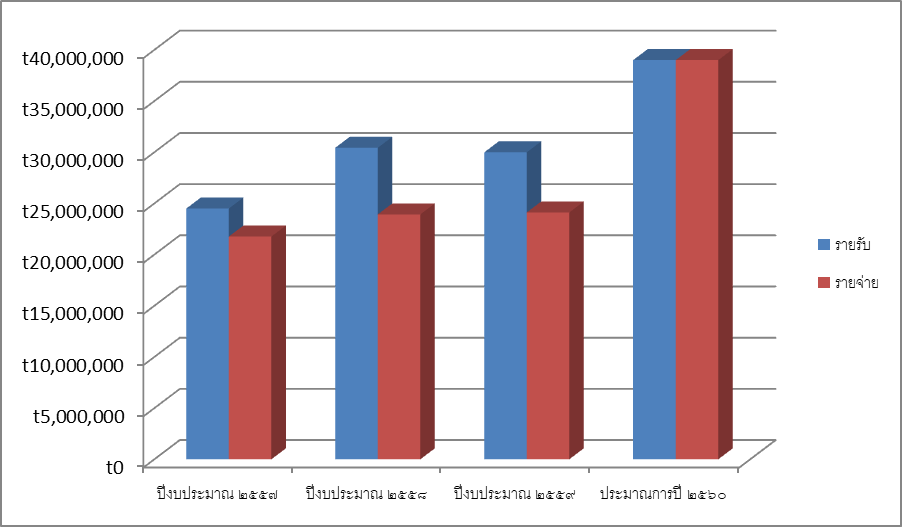 t40,000,000
t35,000,000
t30,000,000
t25,000,000
t20,000,000
t15,000,000
t10,000,000
t5,000,000
t0
ปีงบประมาณ ๒๕๕๗
ปีงบประมาณ ๒๕๕๘
ปีงบประมาณ ๒๕๕๙
ประมาณการปี ๒๕๖๐
รายรับ
รายจ่าย